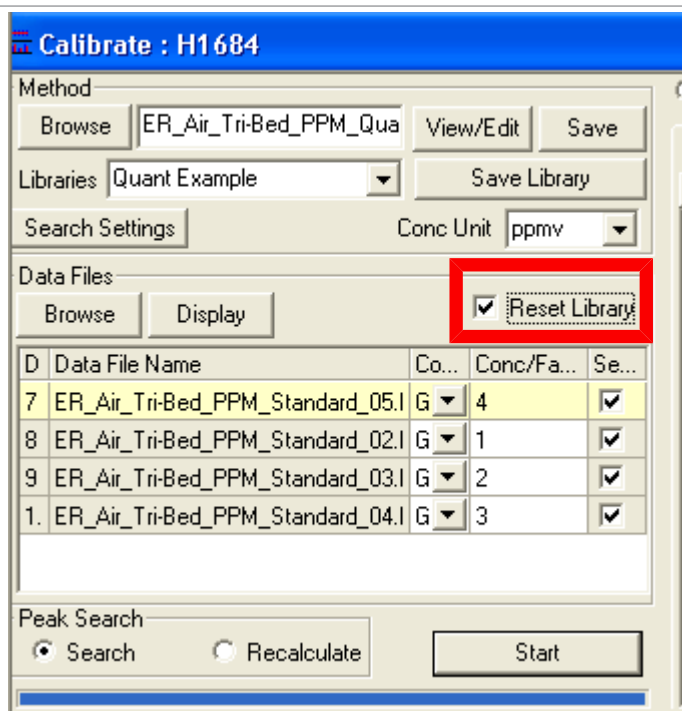 Calibrate : H1684
Method
Browse ER_Air_Tri-Bed_PPM_Qua View/Edit Save
Libraries Quant Example Save Library
Search Settings Conc Unit ppmv
Data Files
Browse Display Reset Library
D Data File Name Co... Conc/Fa... Se...
7 ER_Air_Tri-Bed_PPM_Standard_05.I G 4
8 ER_Air_Tri-Bed_PPM_Standard_02.I G 1
9 ER_Air_Tri-Bed_PPM_Standard_03.I G 2
1. ER_Air_Tri-Bed_PPM_Standard_04.I G 3
Peak Search
Search Recalculate Start